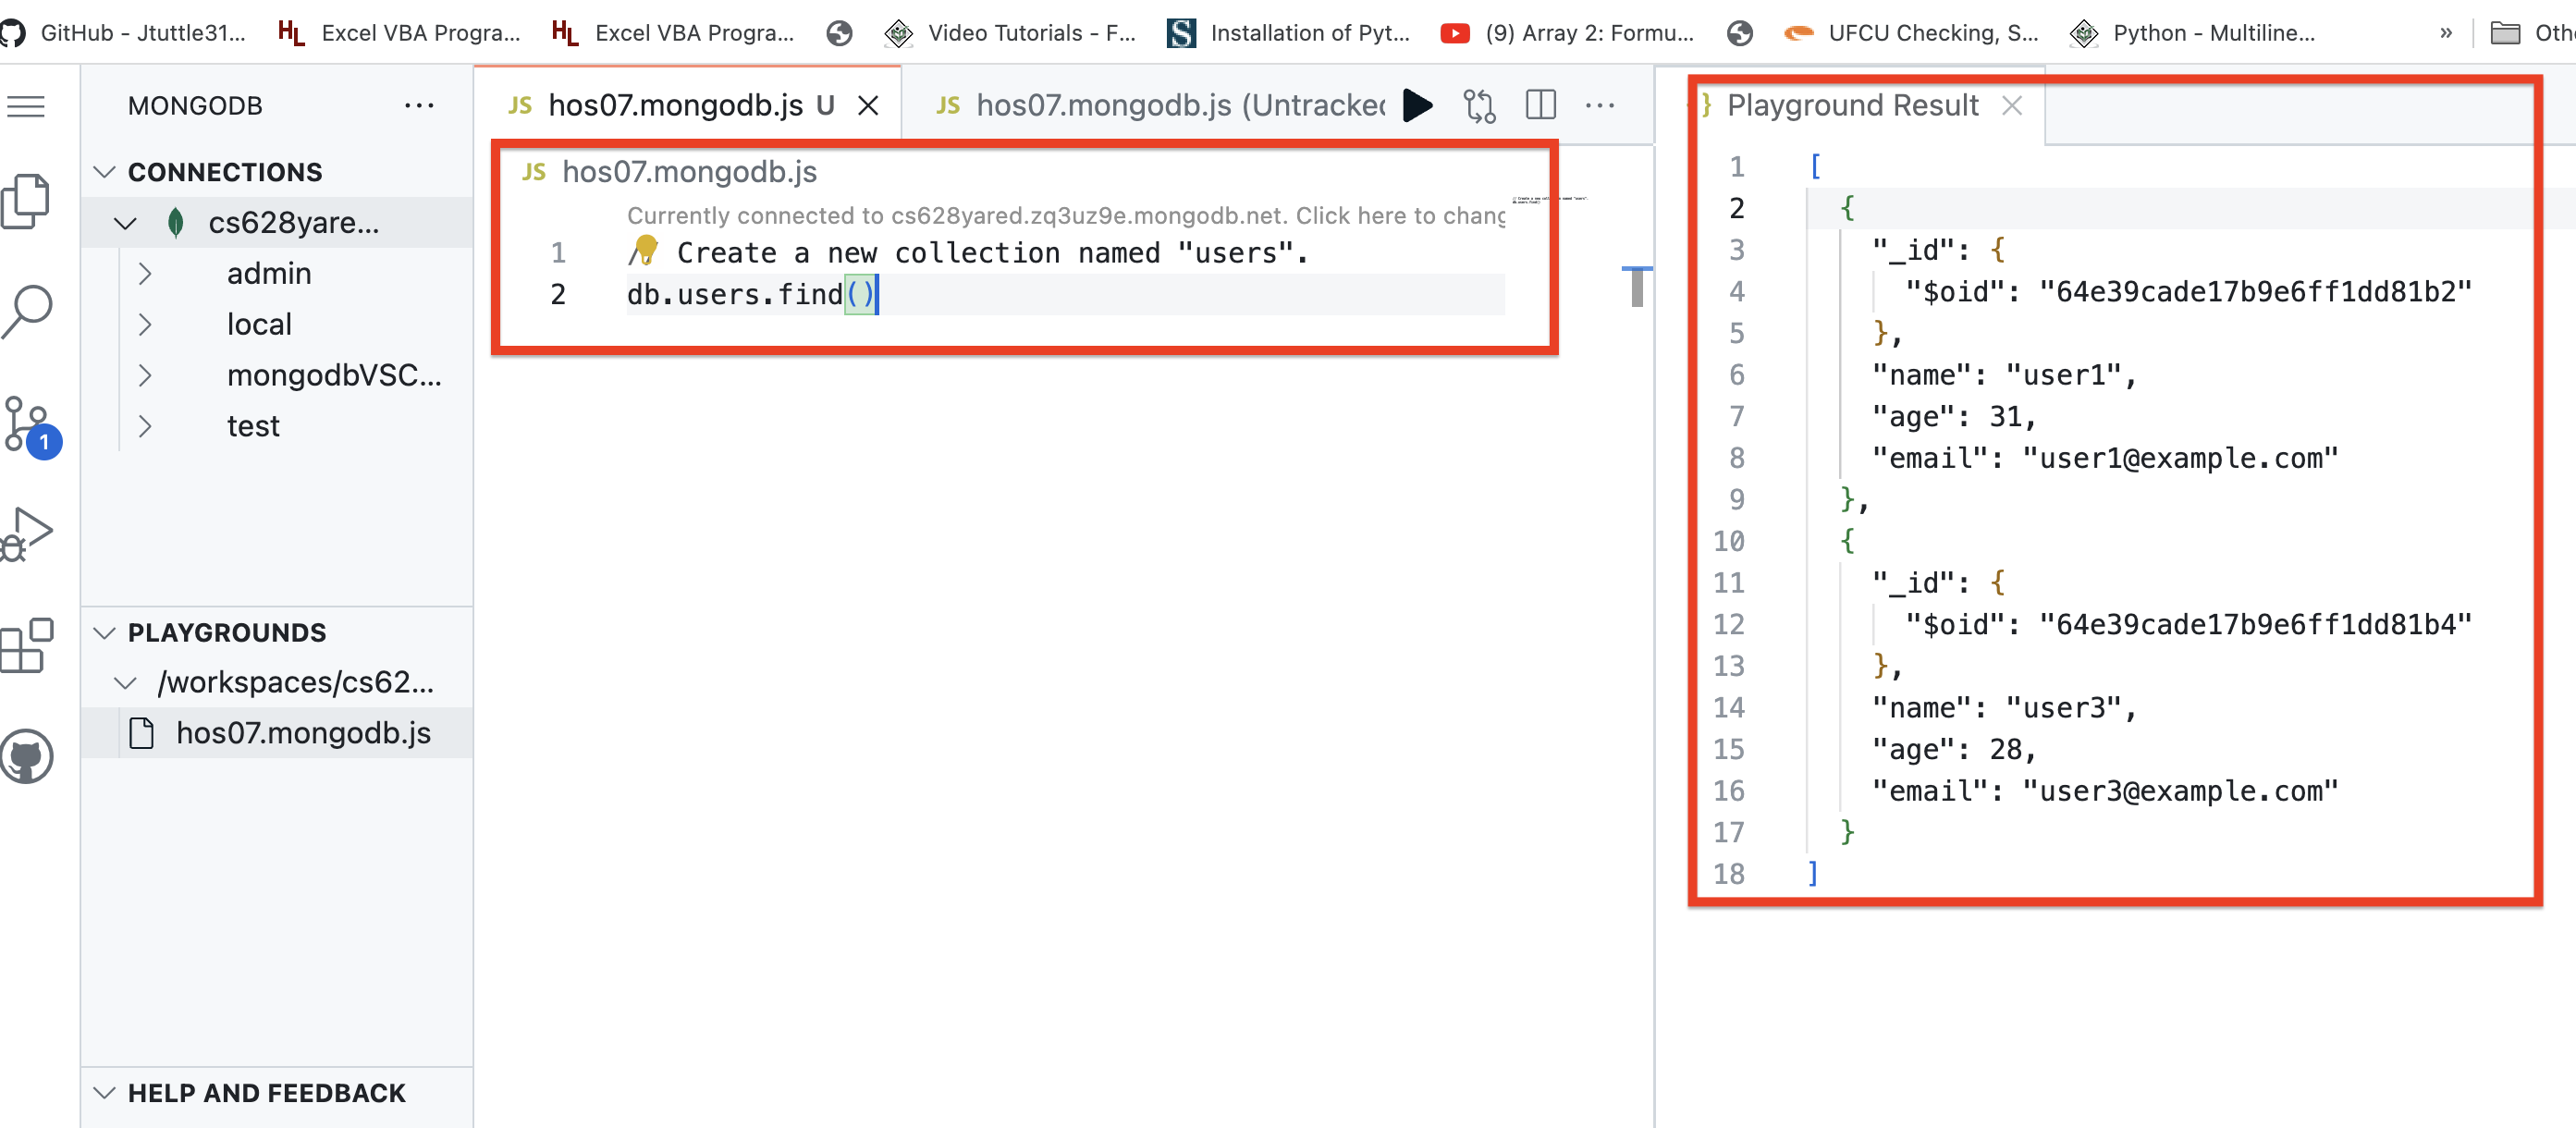 GitHub - Jtuttle31...
Excel VBA Progra...
Excel VBA Progra...
Video Tutorials - F...
Installation of Pyt...
(9) Array 2: Formu...
UFCU Checking, S...
Python - Multiline...
»
Oth
MONGODB
...
CONNECTIONS
cs628yare...
admin
local
mongodbVSC...
test
1
PLAYGROUNDS
/workspaces/cs62...
hos07.mongodb.js
HELP AND FEEDBACK
JS hos07.mongodb.js U
JS hos07.mongodb.js (Untracked
...
JS hos07.mongodb.js
Currently connected to cs628yared.zq3uz9e.mongodb.net. Click here to chang
1 // Create a new collection named "users".
2 db.users.find()
} Playground Result
1 [
2 {
3 "_id": {
4 "$oid": "64e39cade17b9e6ff1dd81b2"
5 },
6 "name": "user1",
7 "age": 31,
8 "email": "user1@example.com"
9 },
10 {
11 "_id": {
12 "$oid": "64e39cade17b9e6ff1dd81b4"
13 },
14 "name": "user3",
15 "age": 28,
16 "email": "user3@example.com"
17 }
18 ]